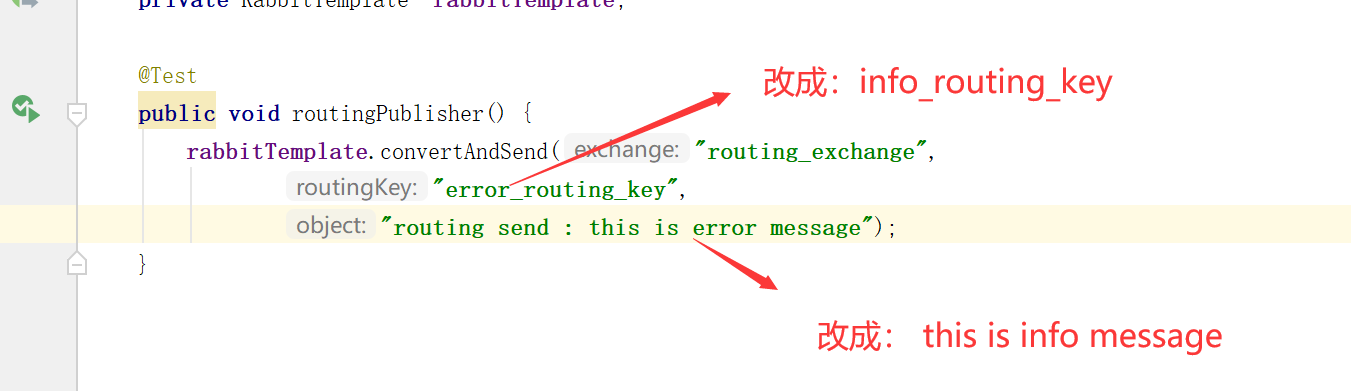 private RabbitTemplate rabbitTemplate;
@Test
改成：info_routing_key
public void routingPublisher() {
rabbitTemplate.convertAndSend( exchange: "routing_exchange",
routingKey: "error_routing_key",
object: "routing send : this is error message");
}
改成： this is info message